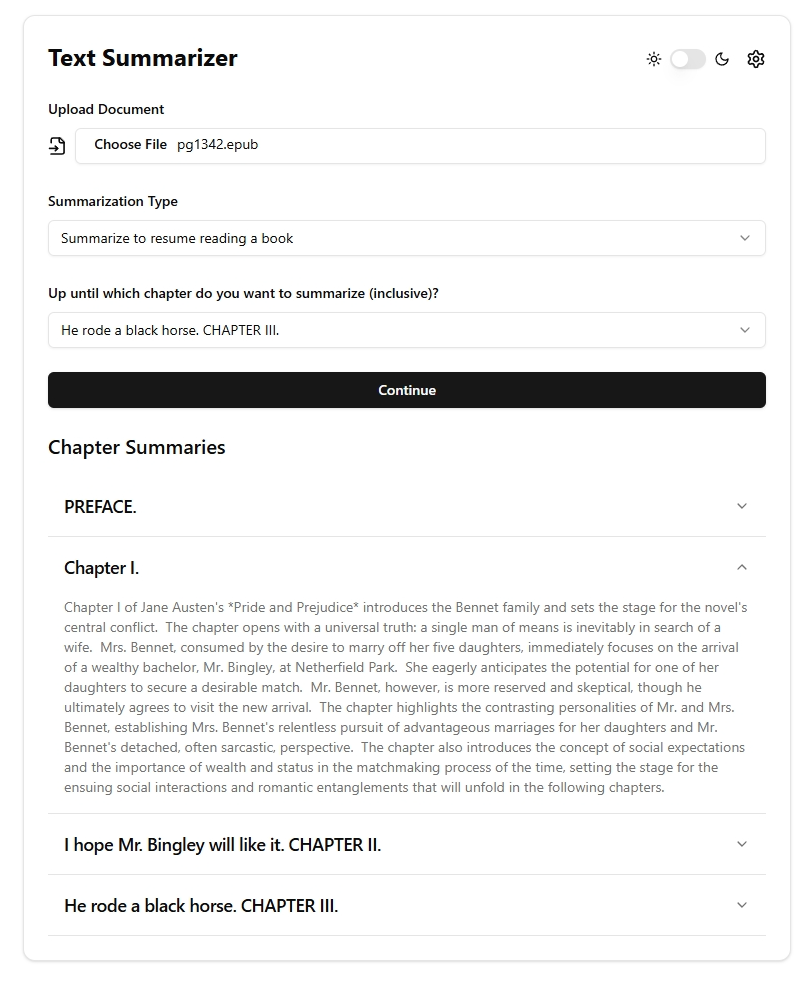 Text Summarizer
Upload Document
Choose File pg1342.epub
Summarization Type
Summarize to resume reading a book
Up until which chapter do you want to summarize (inclusive)?
He rode a black horse. CHAPTER III.
Continue
Chapter Summaries
PREFACE.
Chapter I.
Chapter I of Jane Austen's *Pride and Prejudice* introduces the Bennet family and sets the stage for the novel's
central conflict.  The chapter opens with a universal truth: a single man of means is inevitably in search of a
wife.  Mrs. Bennet, consumed by the desire to marry off her five daughters, immediately focuses on the arrival
of a wealthy bachelor, Mr. Bingley, at Netherfield Park.  She eagerly anticipates the potential for one of her
daughters to secure a desirable match.  Mr. Bennet, however, is more reserved and skeptical, though he
ultimately agrees to visit the new arrival.  The chapter highlights the contrasting personalities of Mr. and Mrs.
Bennet, establishing Mrs. Bennet's relentless pursuit of advantageous marriages for her daughters and Mr.
Bennet's detached, often sarcastic, perspective.  The chapter also introduces the concept of social expectations
and the importance of wealth and status in the matchmaking process of the time, setting the stage for the
ensuing social interactions and romantic entanglements that will unfold in the following chapters.
I hope Mr. Bingley will like it. CHAPTER II.
He rode a black horse. CHAPTER III.